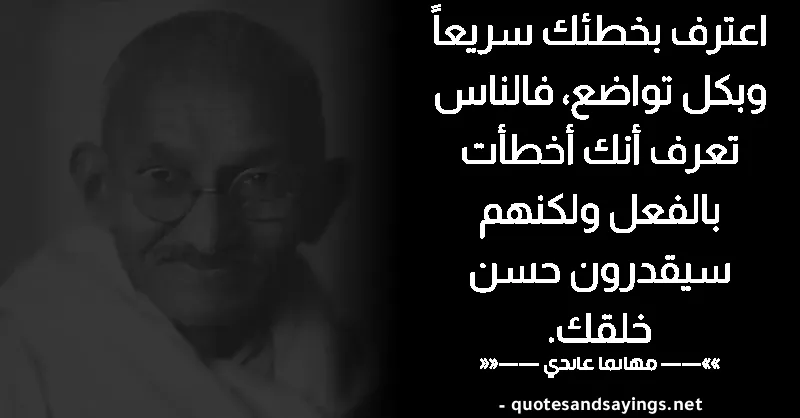 اعترف بخطئك سريعاً
وبكل تواضع، فالناس
تعرف أنك أخطأت
بالفعل ولكنهم
سيقدرون حسن
خلقك.
»»—— مهاتما غاندي ——««
- quotesandsayings.net